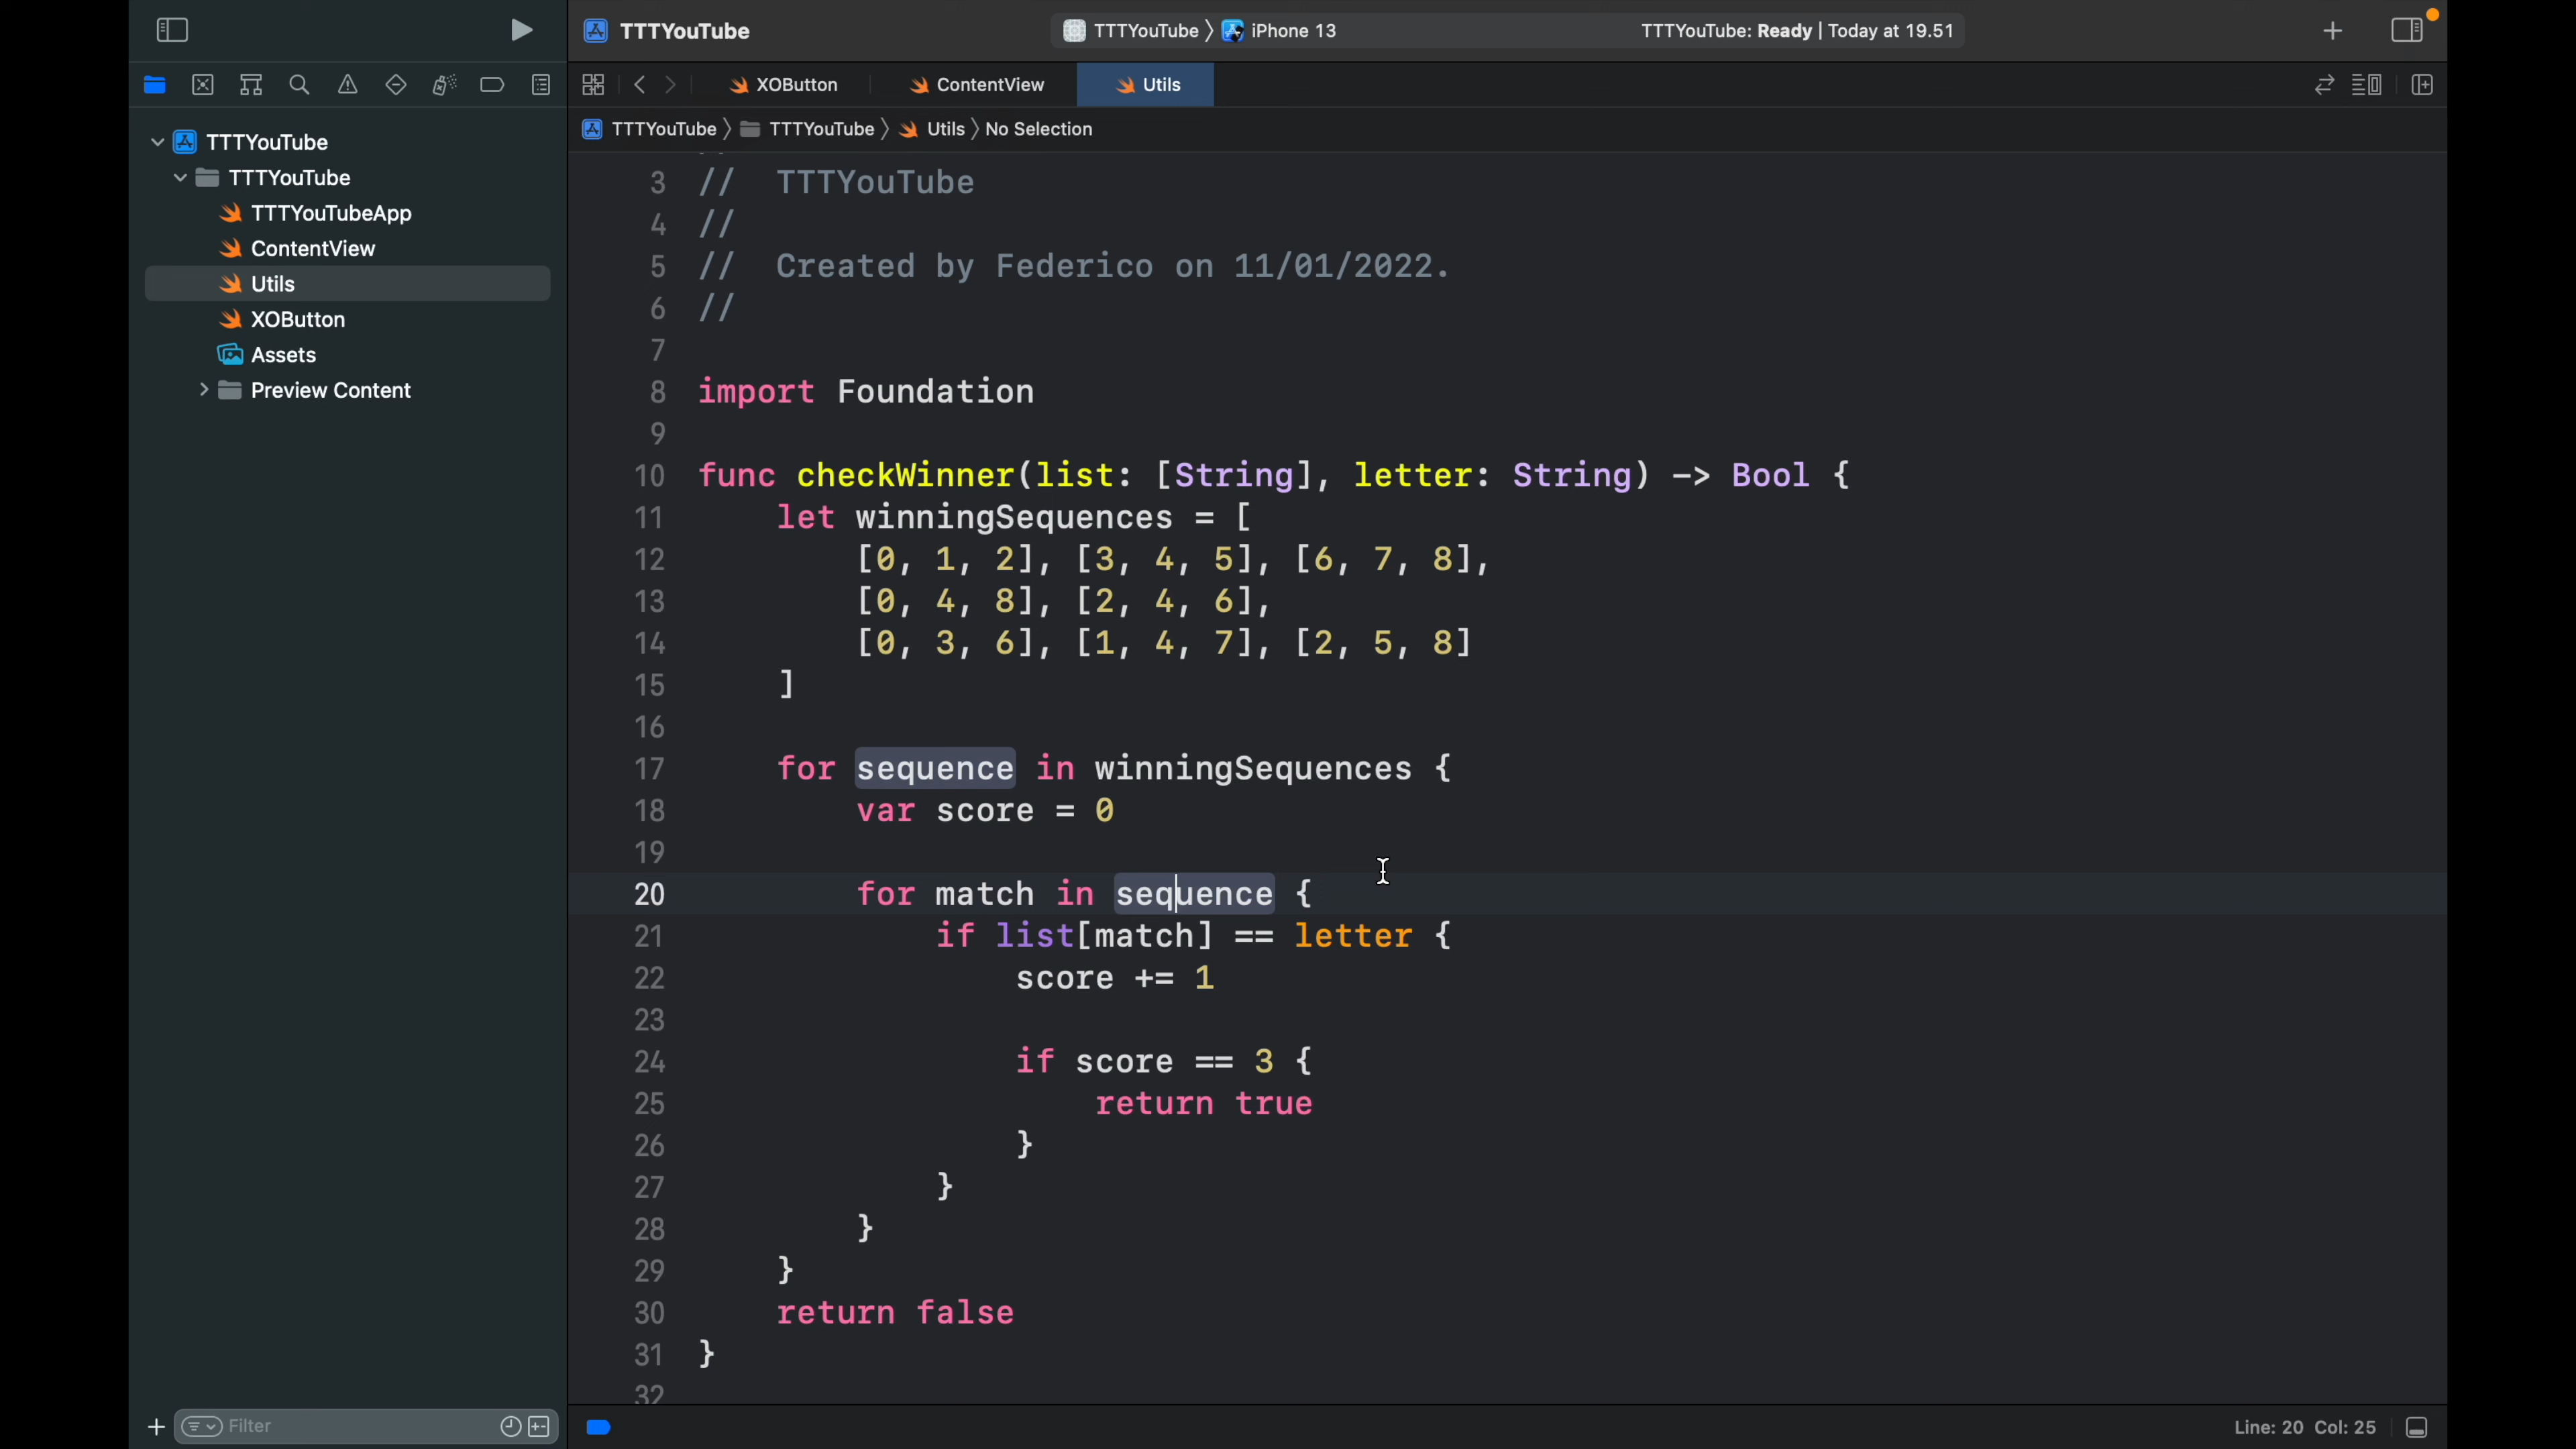 TTTYouTube
TTTYouTube 〉 iPhone 13
TTTYouTube: Ready | Today at 19.51
XOButton
ContentView
Utils
TTTYouTube 〉 TTTYouTube 〉 Utils 〉 No Selection
TTTYouTube
TTTYouTube
TTTYouTubeApp
ContentView
Utils
XOButton
Assets
Preview Content
Filter
3 //  TTTYouTube
4 //
5 //  Created by Federico on 11/01/2022.
6 //
7
8 import Foundation
9
10 func checkWinner(list: [String], letter: String) -> Bool {
11     let winningSequences = [
12         [0, 1, 2], [3, 4, 5], [6, 7, 8],
13         [0, 4, 8], [2, 4, 6],
14         [0, 3, 6], [1, 4, 7], [2, 5, 8]
15     ]
16
17     for sequence in winningSequences {
18         var score = 0
19
20         for match in sequence {
21             if list[match] == letter {
22                 score += 1
23
24                 if score == 3 {
25                     return true
26                 }
27             }
28         }
29     }
30     return false
31 }
32
Line: 20 Col: 25